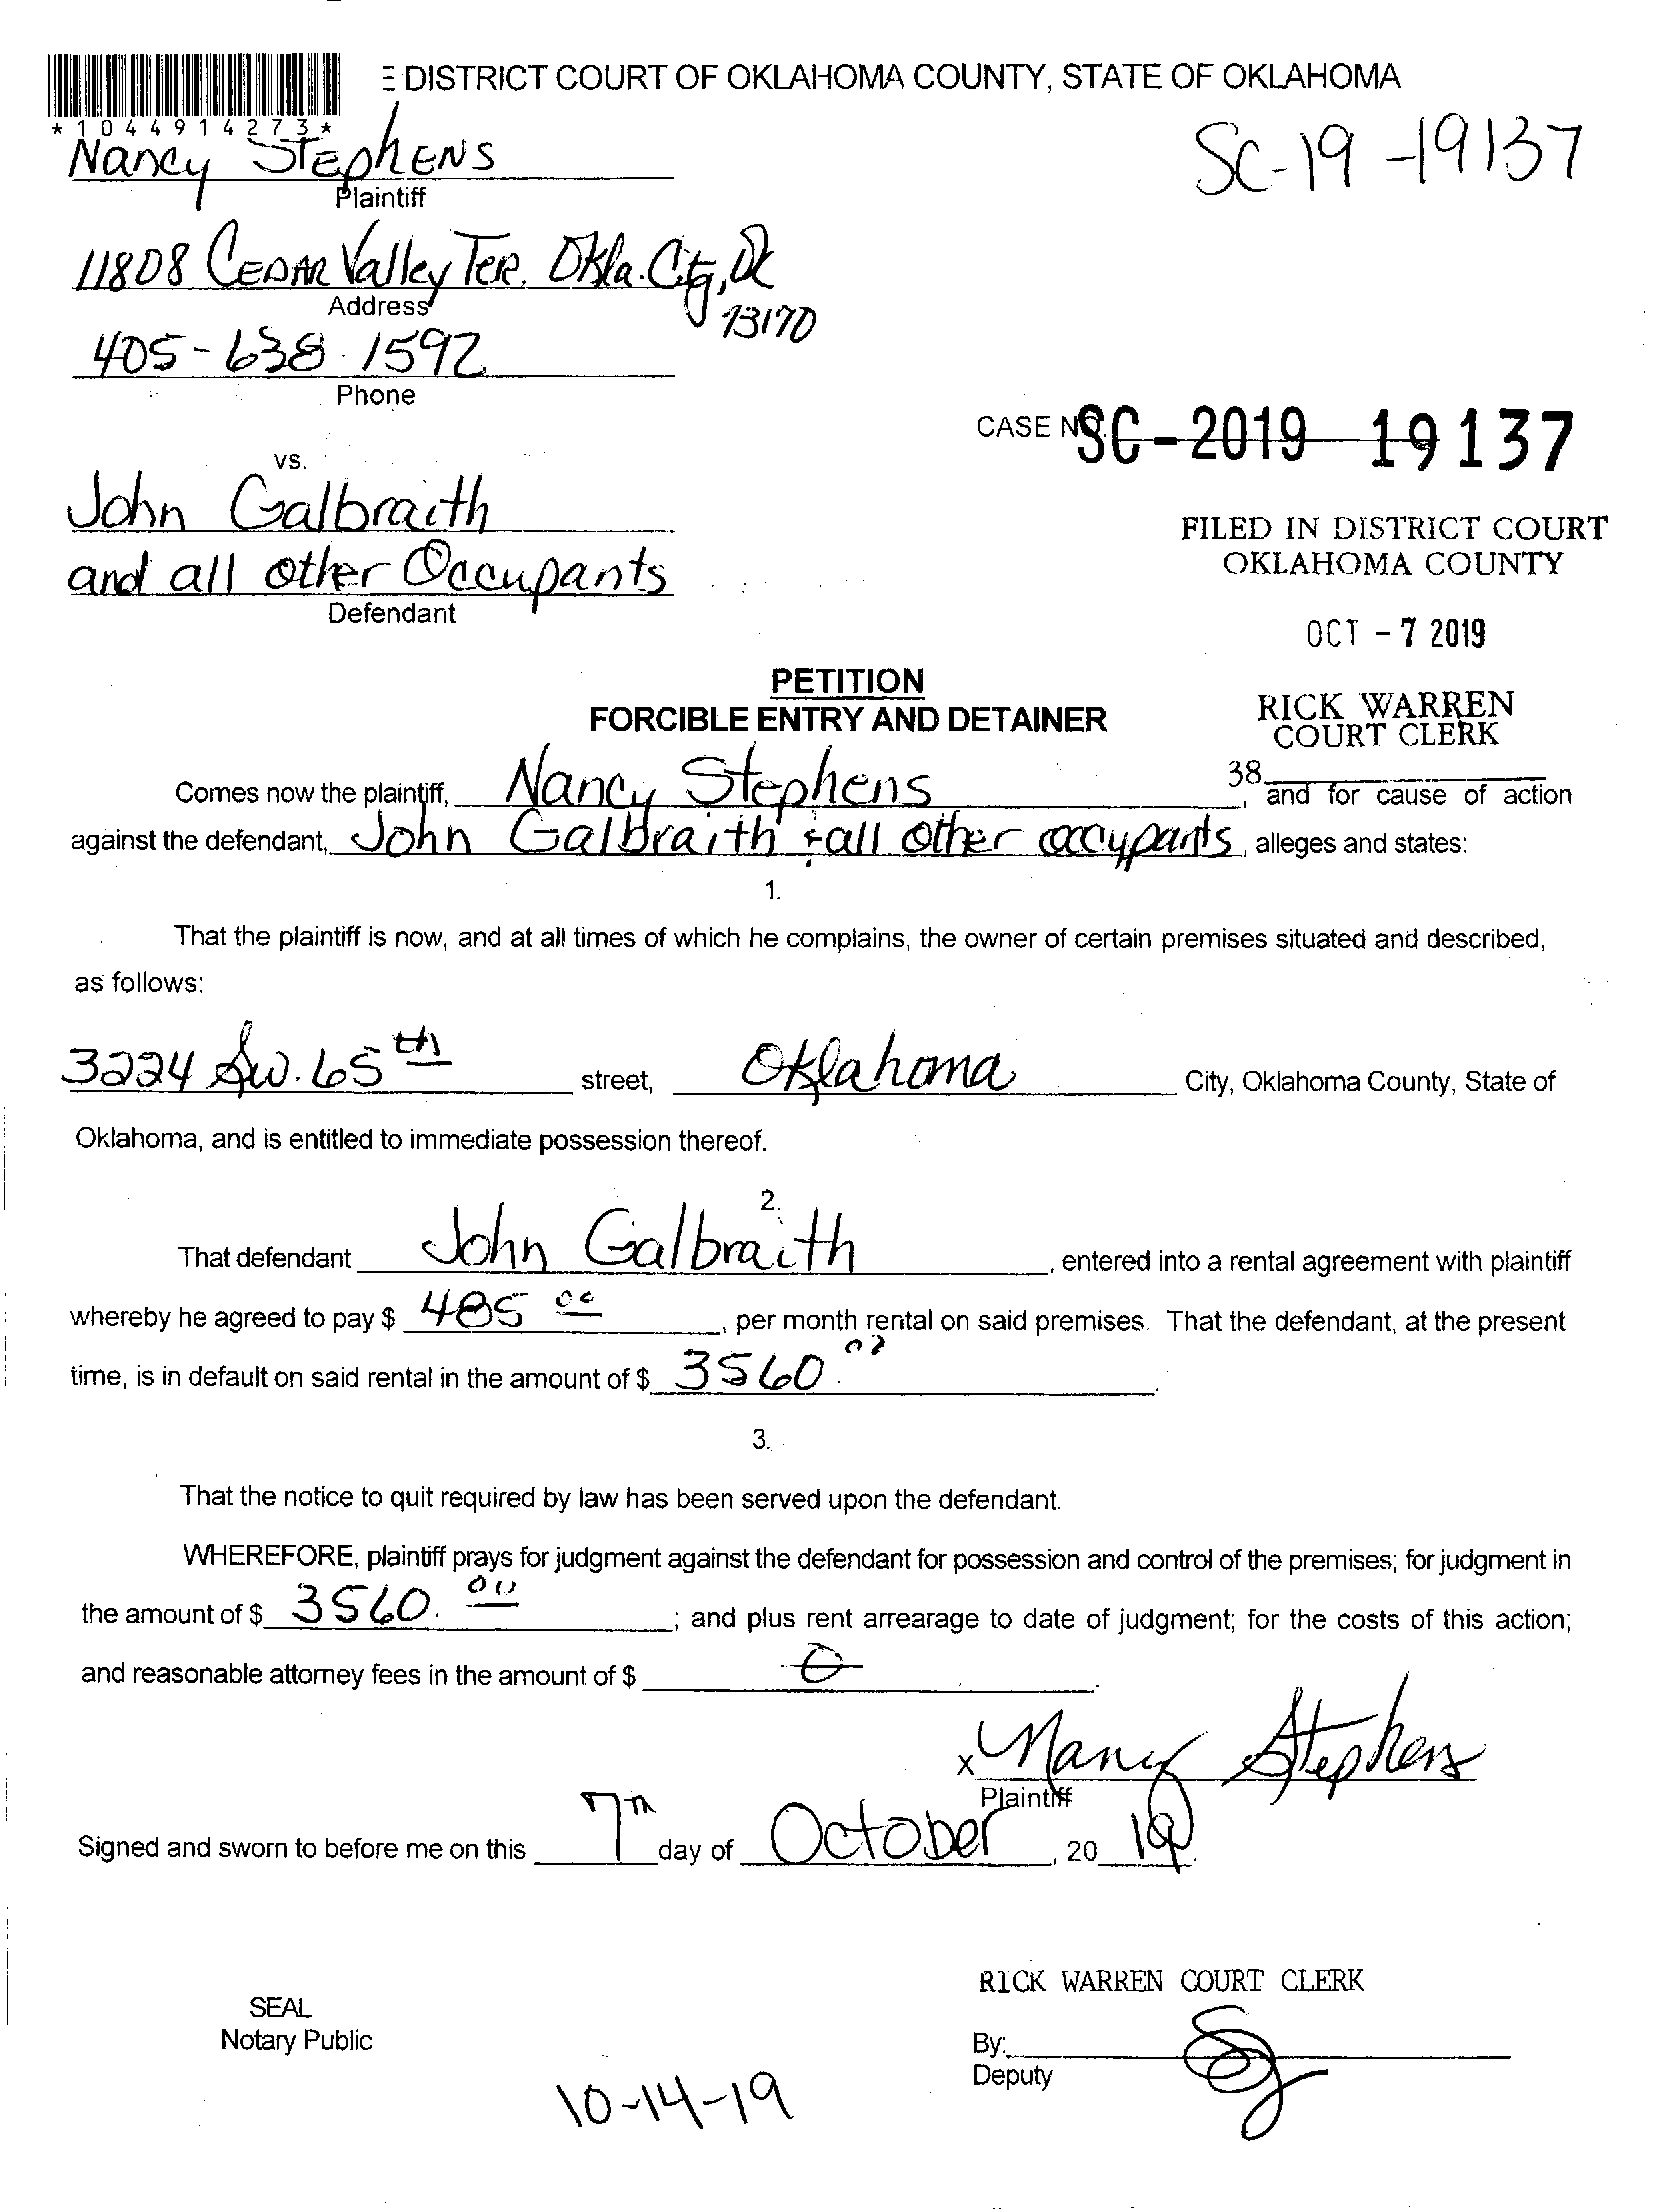 DISTRICT COURT OF OKLAHOMA COUNTY, STATE OF OKLAHOMA
*1044914273*
Nancy Stephens
SC-19-19137
Plaintiff
11808 Cedar Valley Ter. Okla. City, Ok
Address
73170
405-638-1592
Phone
CASE NO. SC-2019-19137
vs.
John Galbraith
and all other Occupants
Defendant
FILED IN DISTRICT COURT
OKLAHOMA COUNTY
OCT - 7 2019
RICK WARREN
COURT CLERK
38
PETITION
FORCIBLE ENTRY AND DETAINER
Comes now the plaintiff, Nancy Stephens, and for cause of action
against the defendant, John Galbraith + all other occupants, alleges and states:
1.
That the plaintiff is now, and at all times of which he complains, the owner of certain premises situated and described,
as follows:
3224 Sw. 65th street, Oklahoma City, Oklahoma County, State of
Oklahoma, and is entitled to immediate possession thereof.
2.
That defendant John Galbraith, entered into a rental agreement with plaintiff
whereby he agreed to pay $ 485 00, per month rental on said premises. That the defendant, at the present
time, is in default on said rental in the amount of $ 3560.
3.
That the notice to quit required by law has been served upon the defendant.
WHEREFORE, plaintiff prays for judgment against the defendant for possession and control of the premises; for judgment in
the amount of $ 3560. 00; and plus rent arrearage to date of judgment; for the costs of this action;
and reasonable attorney fees in the amount of $ 0.
x Nancy Stephens
Plaintiff
Signed and sworn to before me on this 7th day of October, 20 19.
RICK WARREN COURT CLERK
SEAL
Notary Public
By:
Deputy
10-14-19